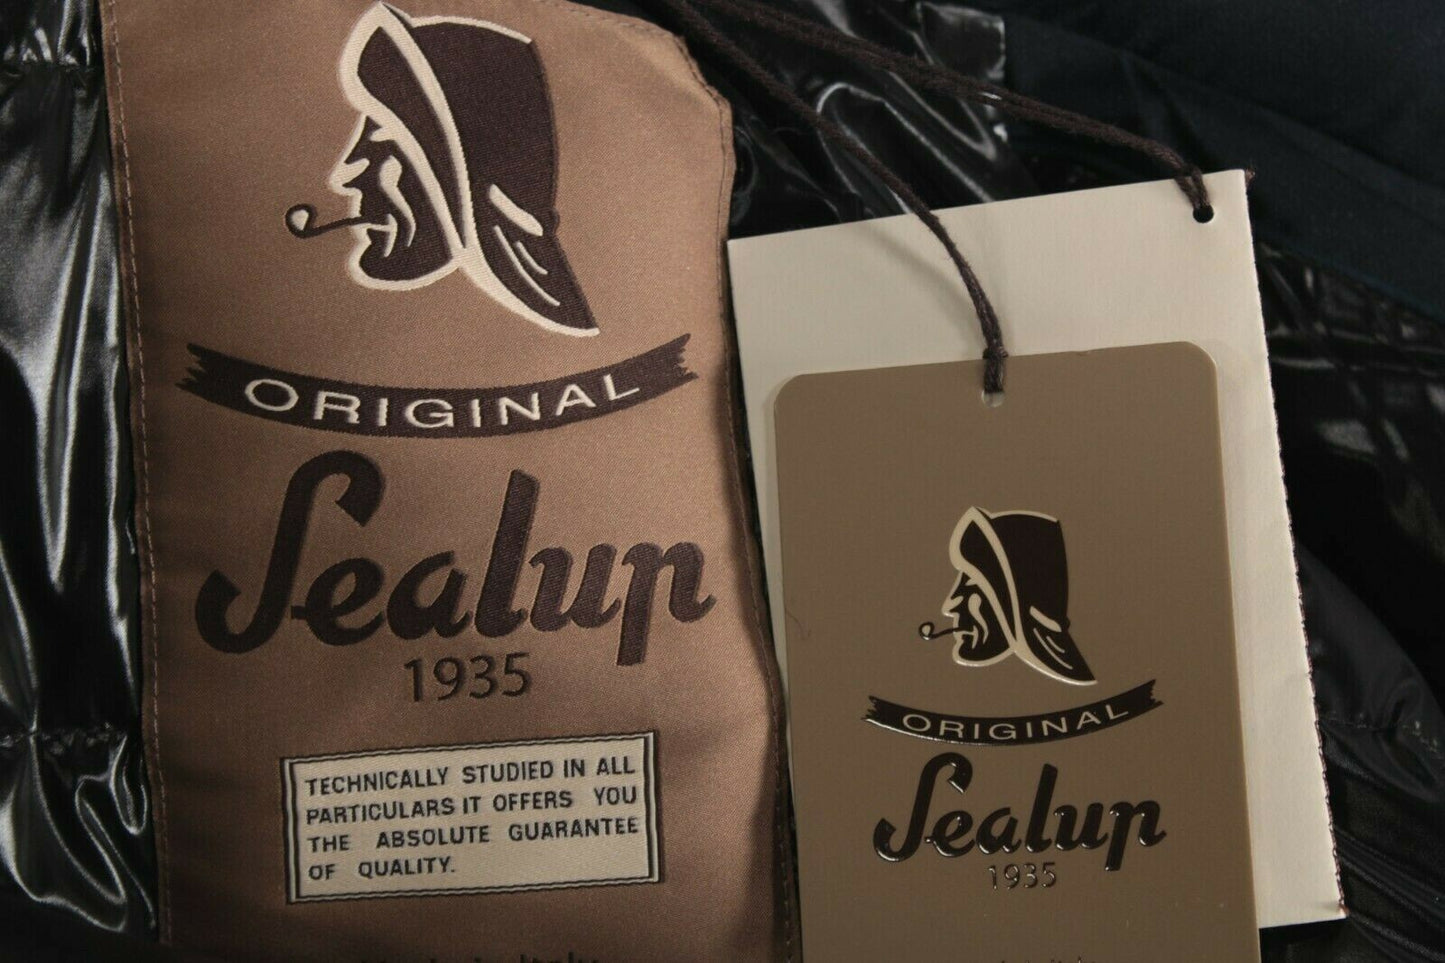 ORIGINAL
Sealup
1935
TECHNICALLY STUDIED IN ALL
PARTICULARS IT OFFERS YOU
THE ABSOLUTE GUARANTEE
OF QUALITY.
ORIGINAL
Sealup
1935